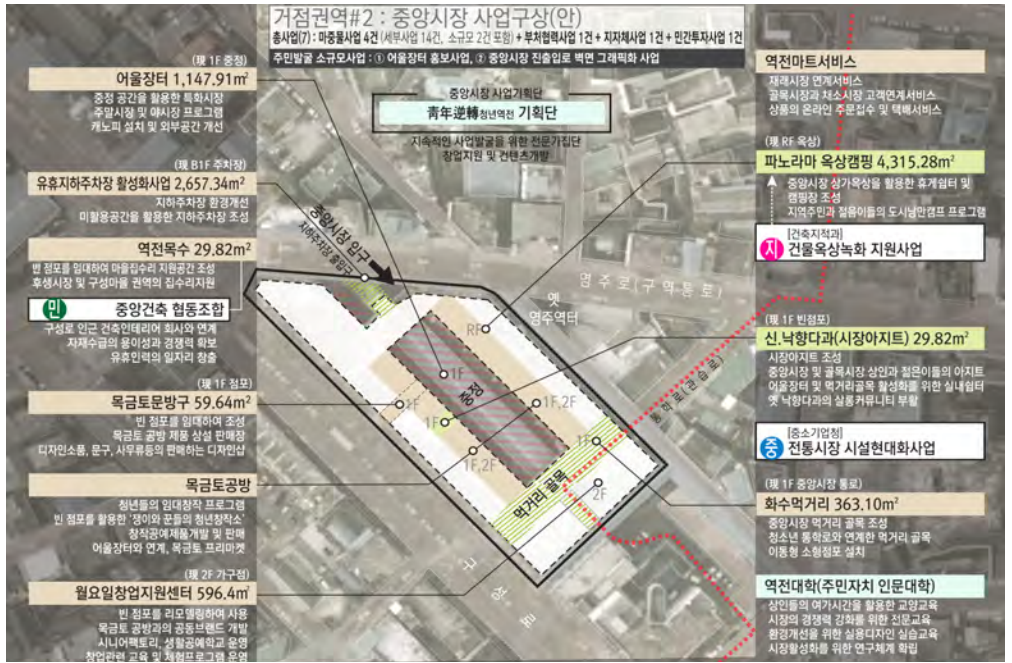 거점권역#2 : 중앙시장 사업구상(안)
총사업(7) : 마중물사업 4건 (세부사업 14건, 소규모 2건 포함) + 부처협력사업 1건 + 지자체사업 1건 + 민간투자사업 1건
주민발굴 소규모사업 : ① 어울장터 홍보사업, ② 중앙시장 진출입로 벽면 그래픽화 사업
중앙시장 사업기획단
靑年逆轉청년역전 기획단
지속적인 사업발굴을 위한 전문가집단
창업지원 및 컨텐츠개발
(現 1F 중정)
어울장터 1,147.91m²
중정 공간을 활용한 특화시장
주말시장 및 야시장 프로그램
캐노피 설치 및 외부공간 개선
(現 B1F 주차장)
유휴지하주차장 활성화사업 2,657.34m²
지하주차장 환경개선
미활용공간을 활용한 지하주차장 조성
역전목수 29.82m²
빈 점포를 임대하여 마을집수리 지원공간 조성
후생시장 및 구성마을 권역의 집수리지원
민 중앙건축 협동조합
구성로 인근 건축인테리어 회사와 연계
자재수급의 용이성과 경쟁력 확보
유휴인력의 일자리 창출
(現 1F 점포)
목금토문방구 59.64m²
빈 점포를 임대하여 조성
목금토 공방 제품 상설 판매장
디자인소품, 문구, 사무류등의 판매하는 디자인샵
목금토공방
청년들의 임대창작 프로그램
빈 점포를 활용한 '쟁이와 꾼들의 청년창작소'
창작공예제품개발 및 판매
어울장터와 연계, 목금토 프리마켓
(現 2F 가구점)
월요일창업지원센터 596.4m²
빈 점포를 리모델링하여 사용
목금토 공방과의 공동브랜드 개발
시니어팩토리, 생활공예학교 운영
창업관련 교육 및 체험프로그램 운영
중앙시장 입구
지하주차장 출입구
영주로(구역통로)
옛
영주역터
통학로(관습로)
RF
1F
중정
1F
1F,2F
1F
1F,2F
1F
2F
먹거리 골목
구성로
역전마트서비스
재래시장 연계서비스
골목시장과 채소시장 고객연계서비스
상품의 온라인 주문접수 및 택배서비스
(現 RF 옥상)
파노라마 옥상캠핑 4,315.28m²
중앙시장 상가옥상을 활용한 휴게쉼터 및
캠핑장 조성
지역주민과 젊음이들의 도시낭만캠프 프로그램
지 [건축지적과]
건물옥상녹화 지원사업
(現 1F 빈점포)
신.낙향다과(시장아지트) 29.82m²
시장아지트 조성
중앙시장 및 골목시장 상인과 젊은이들의 아지트
어울장터 및 먹거리골목 활성화를 위한 실내쉼터
옛 낙향다과의 살롱커뮤니티 부활
중 [중소기업청]
전통시장 시설현대화사업
(現 1F 중앙시장 통로)
화수먹거리 363.10m²
중앙시장 먹거리 골목 조성
청소년 통학로와 연계한 먹거리 골목
이동형 소형점포 설치
역전대학(주민자치 인문대학)
상인들의 여가시간을 활용한 교양교육
시장의 경쟁력 강화를 위한 전문교육
환경개선을 위한 실용디자인 실습교육
시장활성화를 위한 연구체계 확립